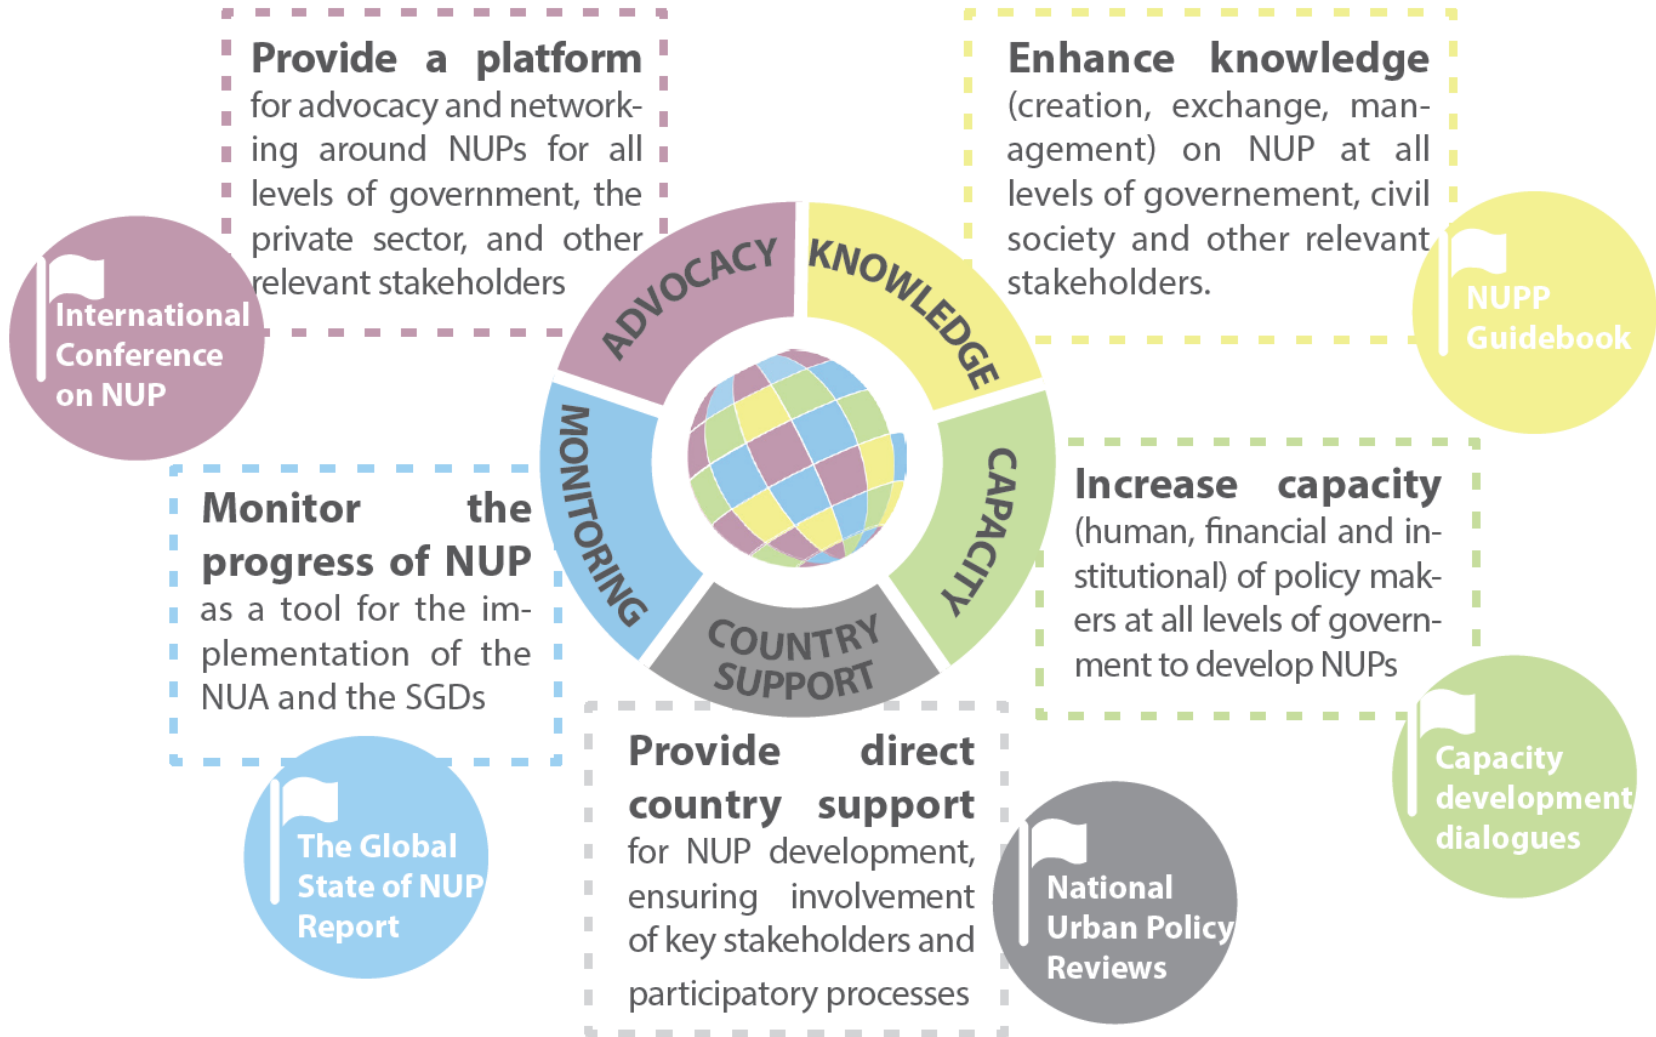 Provide a platform
for advocacy and network-
ing around NUPs for all
levels of government, the
private sector, and other
relevant stakeholders
International
Conference
on NUP
Enhance knowledge
(creation, exchange, man-
agement) on NUP at all
levels of governement, civil
society and other relevant
stakeholders.
NUPP
Guidebook
ADVOCACY
KNOWLEDGE
MONITORING
CAPACITY
COUNTRY
SUPPORT
Monitor the
progress of NUP
as a tool for the im-
plementation of the
NUA and the SGDs
The Global
State of NUP
Report
Increase capacity
(human, financial and in-
stitutional) of policy mak-
ers at all levels of govern-
ment to develop NUPs
Capacity
development
dialogues
Provide direct
country support
for NUP development,
ensuring involvement
of key stakeholders and
participatory processes
National
Urban Policy
Reviews